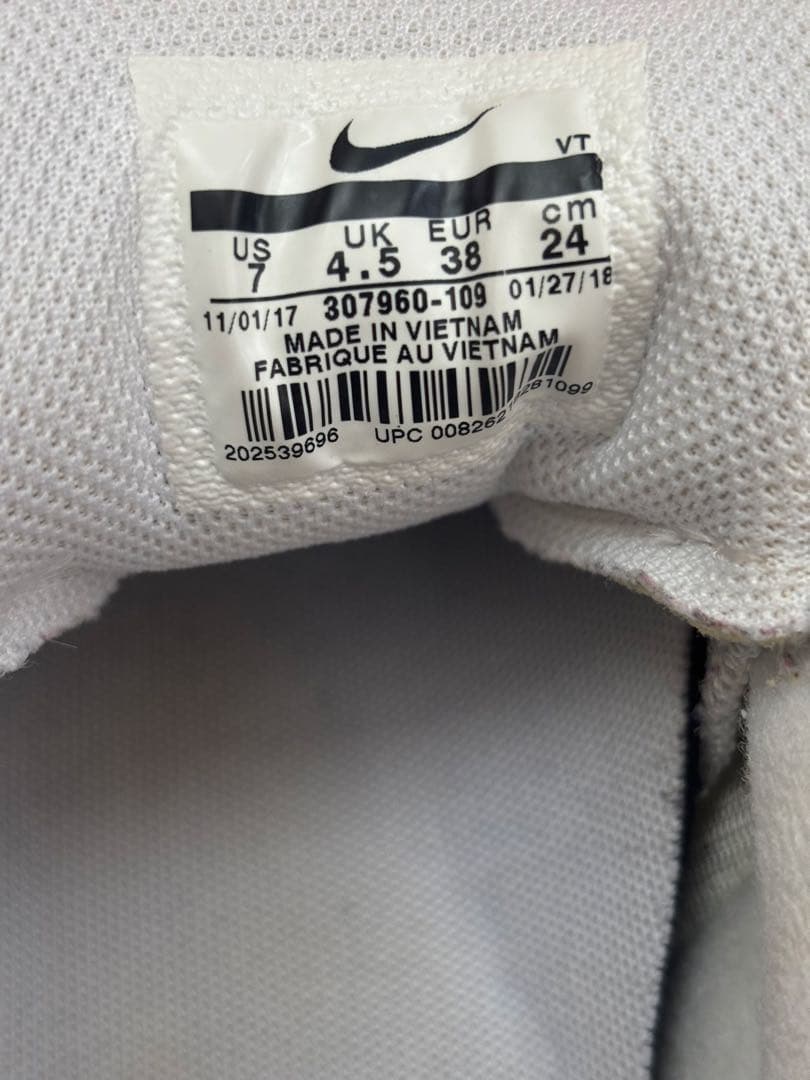 VT
US UK EUR cm
7 4.5 38 24
11/01/17 307960-109 01/27/18
MADE IN VIETNAM
FABRIQUE AU VIETNAM
202539696 UPC